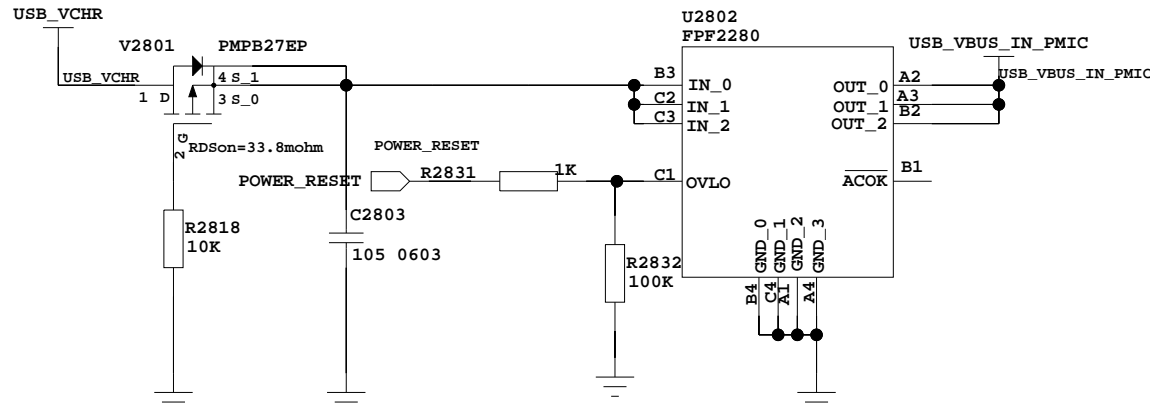 USB_VCHR
U2802
FPF2280
V2801 PMPB27EP
USB_VBUS_IN_PMIC
USB_VCHR
4 S_1
1 D
3 S_0
2 G
RDSon=33.8mohm
B3 IN_0
C2 IN_1
C3 IN_2
OUT_0 A2
OUT_1 A3
OUT_2 B2
USB_VBUS_IN_PMIC
POWER_RESET
POWER_RESET R2831 1K
C1 OVLO
ACOK B1
R2818
10K
C2803
105 0603
R2832
100K
GND_0 GND_1 GND_2 GND_3
B4 C4 A1 A4